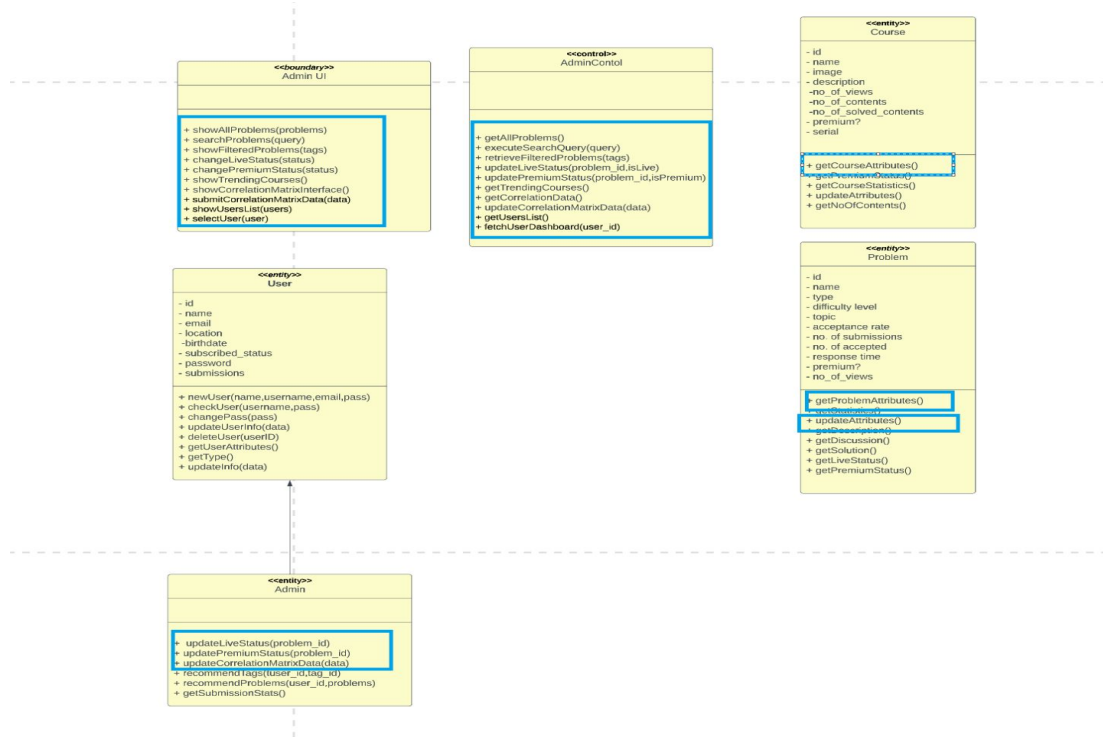 <<boundary>>
Admin UI
+ showAllProblems(problems)
+ searchProblems(query)
+ showFilteredProblems(tags)
+ changeLiveStatus(status)
+ changePremiumStatus(status)
+ showTrendingCourses()
+ showCorrelationMatrixInterface()
+ submitCorrelationMatrixData(data)
+ showUsersList(users)
+ selectUser(user)
<<control>>
AdminContol
+ getAllProblems()
+ executeSearchQuery(query)
+ retrieveFilteredProblems(tags)
+ updateLiveStatus(problem_id,isLive)
+ updatePremiumStatus(problem_id,isPremium)
+ getTrendingCourses()
+ getCorrelationData()
+ updateCorrelationMatrixData(data)
+ getUsersList()
+ fetchUserDashboard(user_id)
<<entity>>
Course
- id
- name
- image
- description
-no_of_views
-no_of_contents
-no_of_solved_contents
- premium?
- serial
+ getCourseAttributes()
+ getPremiumStatus()
+ getCourseStatistics()
+ updateAttributes()
+ getNoOfContents()
<<entity>>
User
- id
- name
- email
- location
-birthdate
- subscribed_status
- password
- submissions
+ newUser(name,username,email,pass)
+ checkUser(username,pass)
+ changePass(pass)
+ updateUserInfo(data)
+ deleteUser(userID)
+ getUserAttributes()
+ getType()
+ updateInfo(data)
<<entity>>
Problem
- id
- name
- type
- difficulty level
- topic
- acceptance rate
- no. of submissions
- no. of accepted
- response time
- premium?
- no_of_views
+ getProblemAttributes()
+ getStatistics()
+ updateAttributes()
+ getDescription()
+ getDiscussion()
+ getSolution()
+ getLiveStatus()
+ getPremiumStatus()
<<entity>>
Admin
+ updateLiveStatus(problem_id)
+ updatePremiumStatus(problem_id)
+ updateCorrelationMatrixData(data)
+ recommendTags(user_id,tag_id)
+ recommendProblems(user_id,problems)
+ getSubmissionStats()